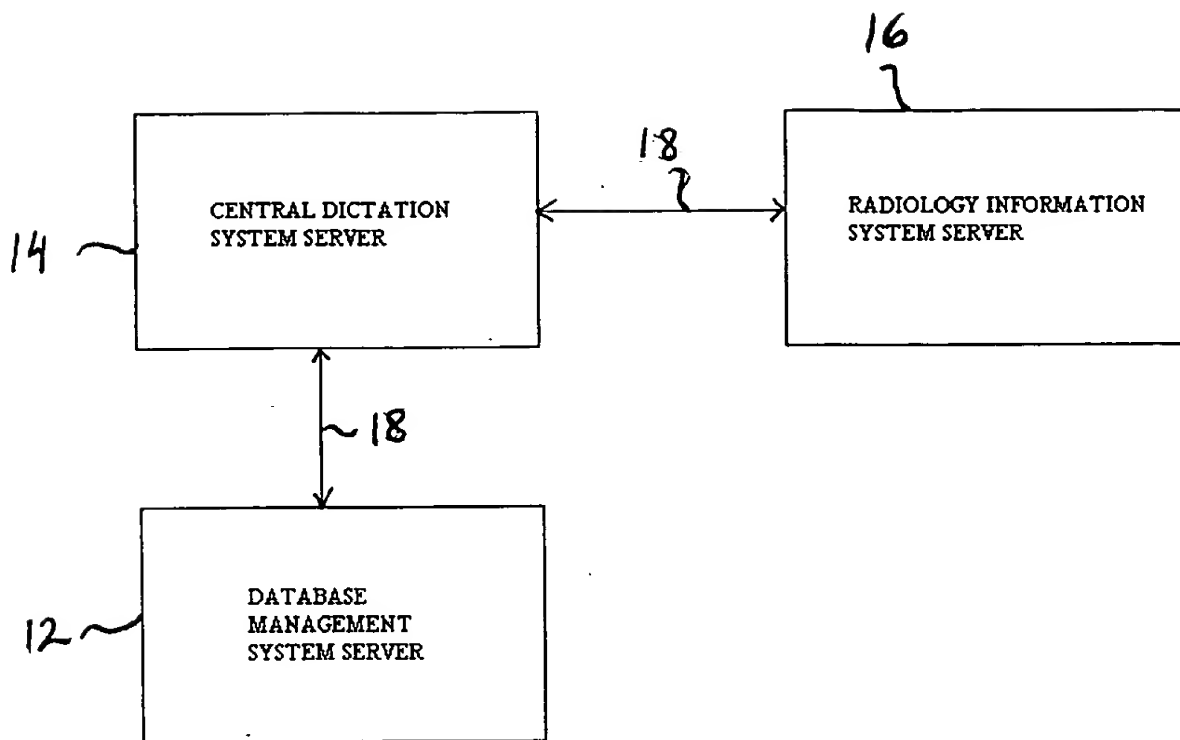 16
18
CENTRAL DICTATION
SYSTEM SERVER
RADIOLOGY INFORMATION
SYSTEM SERVER
14
18
DATABASE
MANAGEMENT
SYSTEM SERVER
12